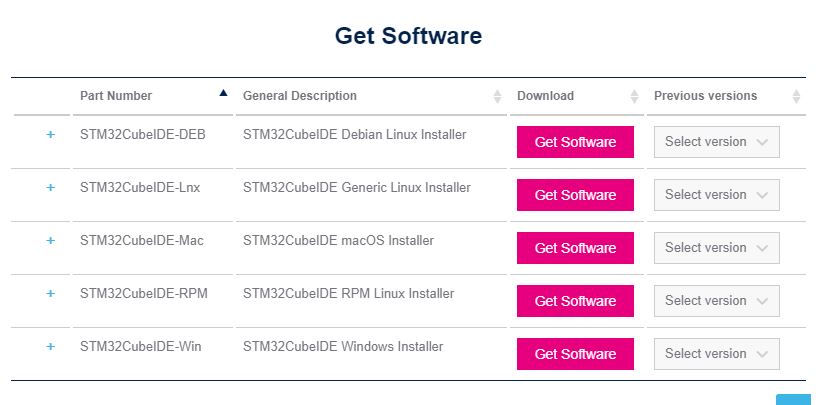 Get Software
Part Number General Description Download Previous versions
+ STM32CubeIDE-DEB STM32CubeIDE Debian Linux Installer Get Software Select version
+ STM32CubeIDE-Lnx STM32CubeIDE Generic Linux Installer Get Software Select version
+ STM32CubeIDE-Mac STM32CubeIDE macOS Installer Get Software Select version
+ STM32CubeIDE-RPM STM32CubeIDE RPM Linux Installer Get Software Select version
+ STM32CubeIDE-Win STM32CubeIDE Windows Installer Get Software Select version